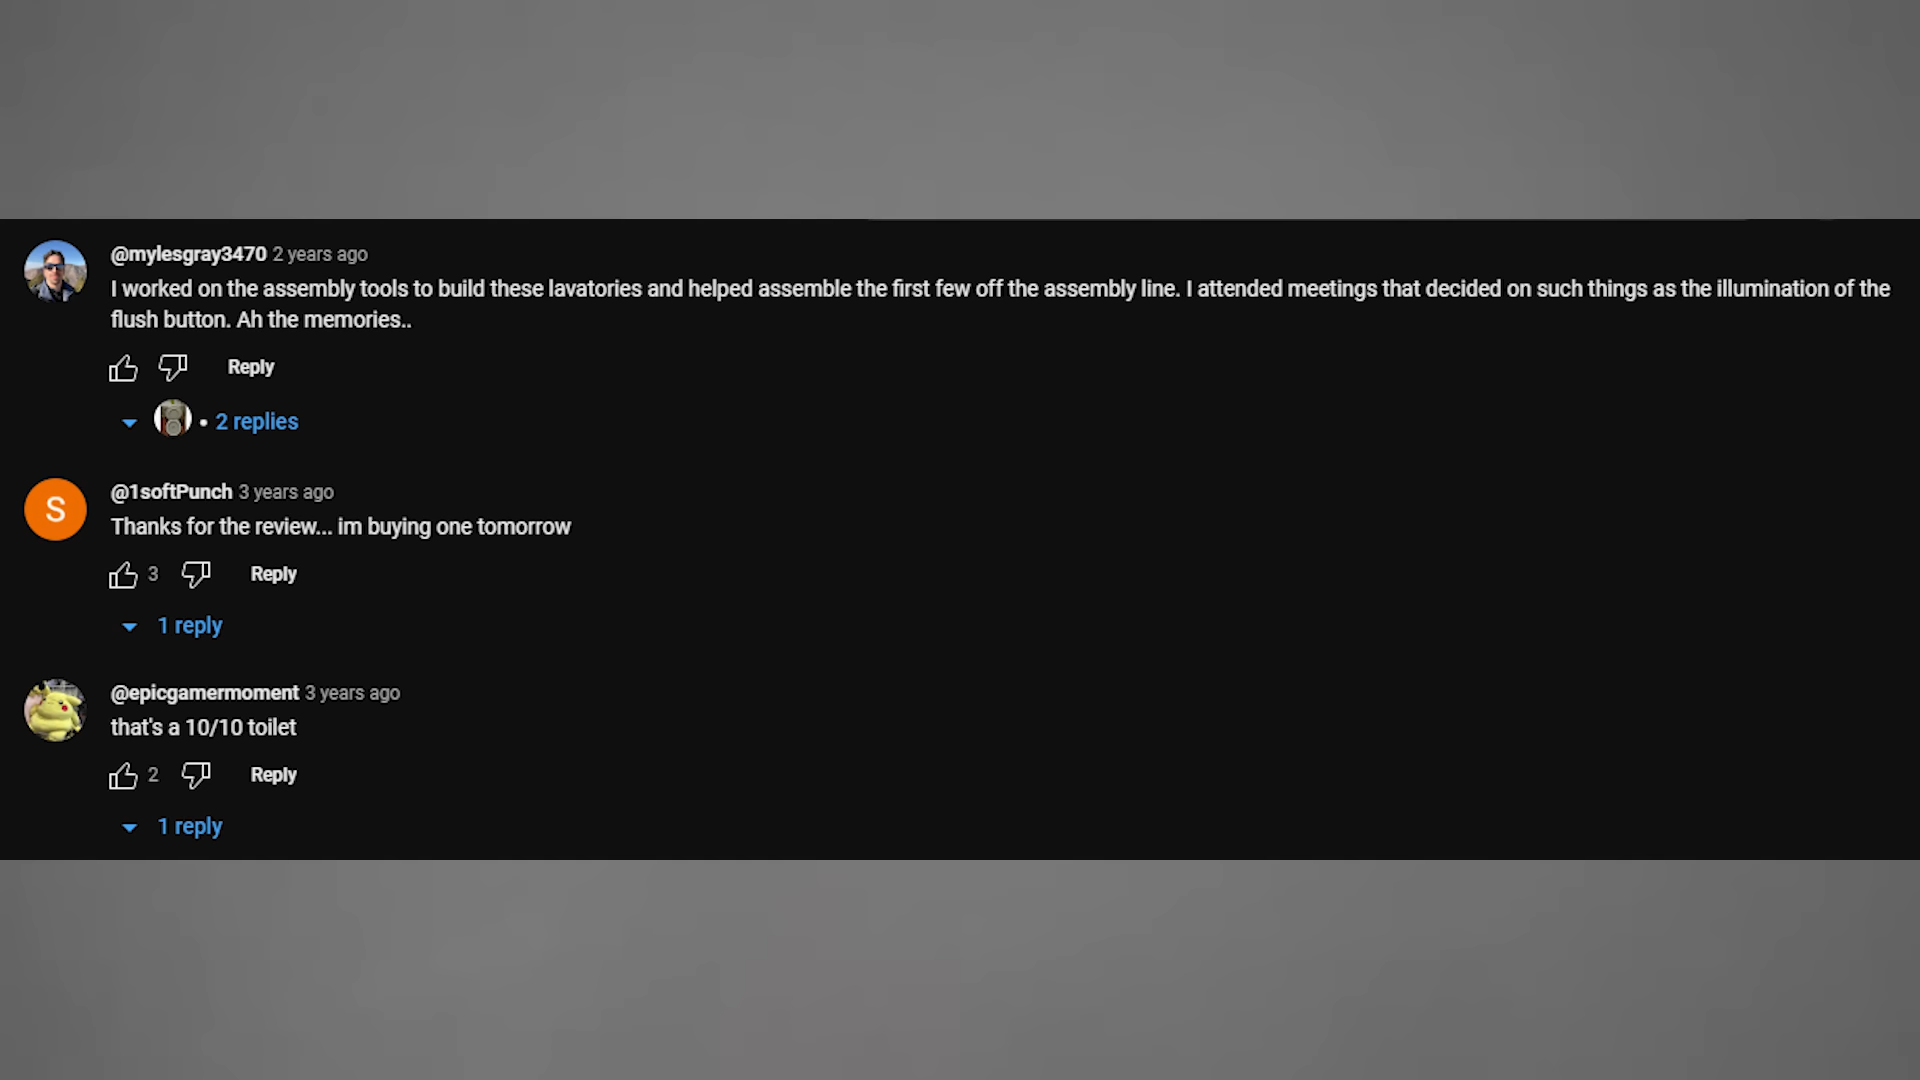 @mylesgray3470 2 years ago
I worked on the assembly tools to build these lavatories and helped assemble the first few off the assembly line. I attended meetings that decided on such things as the illumination of the
flush button. Ah the memories..
Reply
• 2 replies
S
@1softPunch 3 years ago
Thanks for the review... im buying one tomorrow
3 Reply
1 reply
@epicgamermoment 3 years ago
that's a 10/10 toilet
2 Reply
1 reply